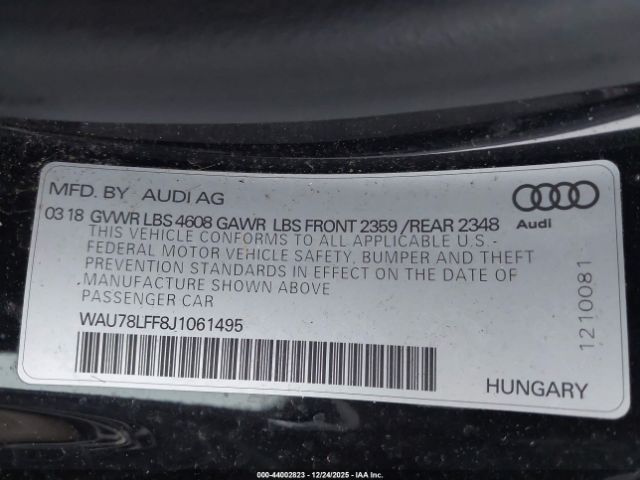 MFD. BY AUDI AG
03 18 GVWR LBS 4608 GAWR LBS FRONT 2359 /REAR 2348
THIS VEHICLE CONFORMS TO ALL APPLICABLE U.S.-
FEDERAL MOTOR VEHICLE SAFETY, BUMPER AND THEFT
PREVENTION STANDARDS IN EFFECT ON THE DATE OF
MANUFACTURE SHOWN ABOVE
PASSENGER CAR
WAU78LFF8J1061495
Audi
1210081
HUNGARY
000 - 44002823 - 12/24/2025 - IAA Inc.